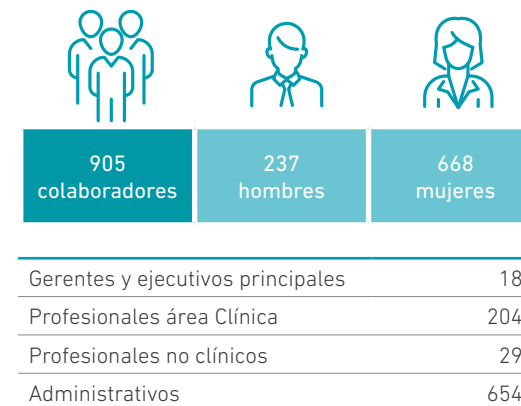 905
colaboradores
237
hombres
668
mujeres
Gerentes y ejecutivos principales 18
Profesionales área Clínica 204
Profesionales no clínicos 29
Administrativos 654